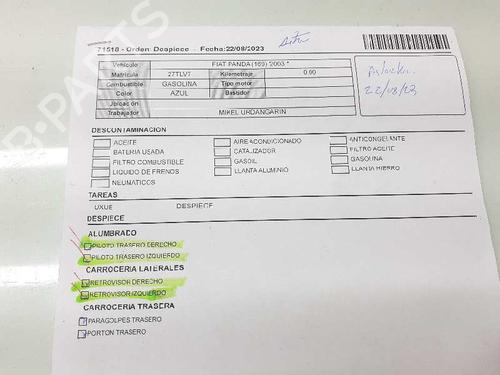 71518 - Orden: Despiece - Fecha:22/08/2023
Vehículo FIAT PANDA (169) 2003 *
Matricula 27TLV7 Kilometraje 0.00
Combustible GASOLINA Tipo motor
Color AZUL Bastidor
Ubicación
Trabajador MIKEL URDANGARIN
22/08/23
DESCONTAMINACION
ACEITE AIRE ACONDICIONADO ANTICONGELANTE
BATERIA USADA CATALIZADOR FILTRO ACEITE
FILTRO COMBUSTIBLE GASOIL GASOLINA
LIQUIDO DE FRENOS LLANTA ALUMINIO LLANTA HIERRO
NEUMATICOS
TAREAS
UXUE DESPIECE
DESPIECE
ALUMBRADO
PILOTO TRASERO DERECHO
PILOTO TRASERO IZQUIERDO
CARROCERIA LATERALES
RETROVISOR DERECHO
RETROVISOR IZQUIERDO
CARROCERIA TRASERA
PARAGOLPES TRASERO
PORTON TRASERO
B-PARTS